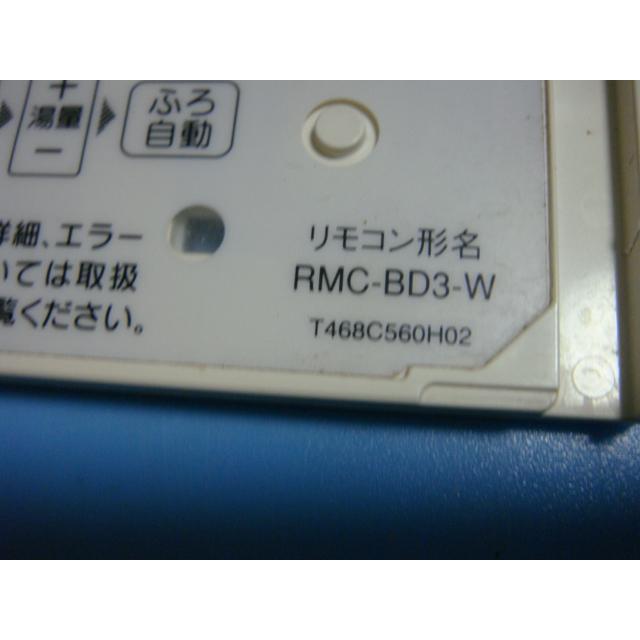 +
湯量
−
ふろ
自動
詳細、エラー
いては取扱
覧ください。
リモコン形名
RMC-BD3-W
T468C560H02